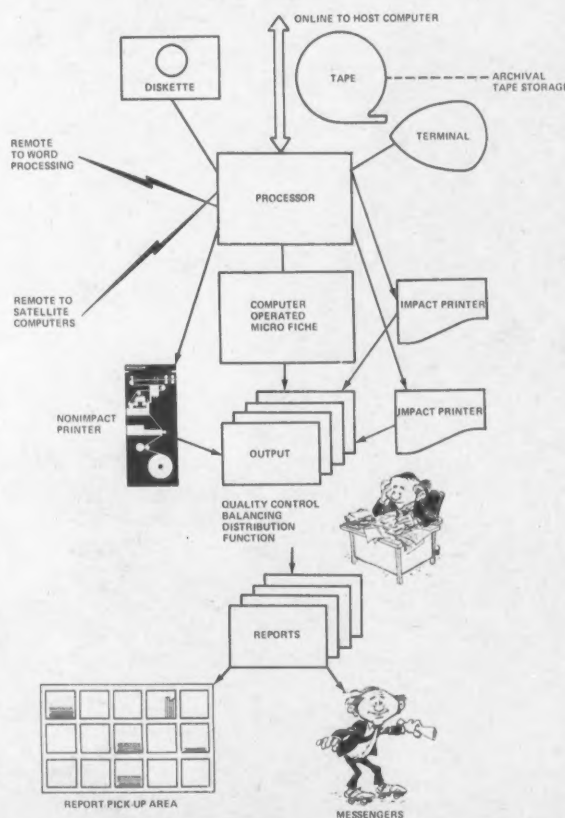 ONLINE TO HOST COMPUTER
DISKETTE
TAPE
ARCHIVAL
TAPE STORAGE
TERMINAL
REMOTE
TO WORD
PROCESSING
PROCESSOR
REMOTE TO
SATELLITE
COMPUTERS
COMPUTER
OPERATED
MICRO FICHE
IMPACT PRINTER
NONIMPACT
PRINTER
IMPACT PRINTER
OUTPUT
QUALITY CONTROL
BALANCING
DISTRIBUTION
FUNCTION
REPORTS
REPORT PICK-UP AREA
MESSENGERS